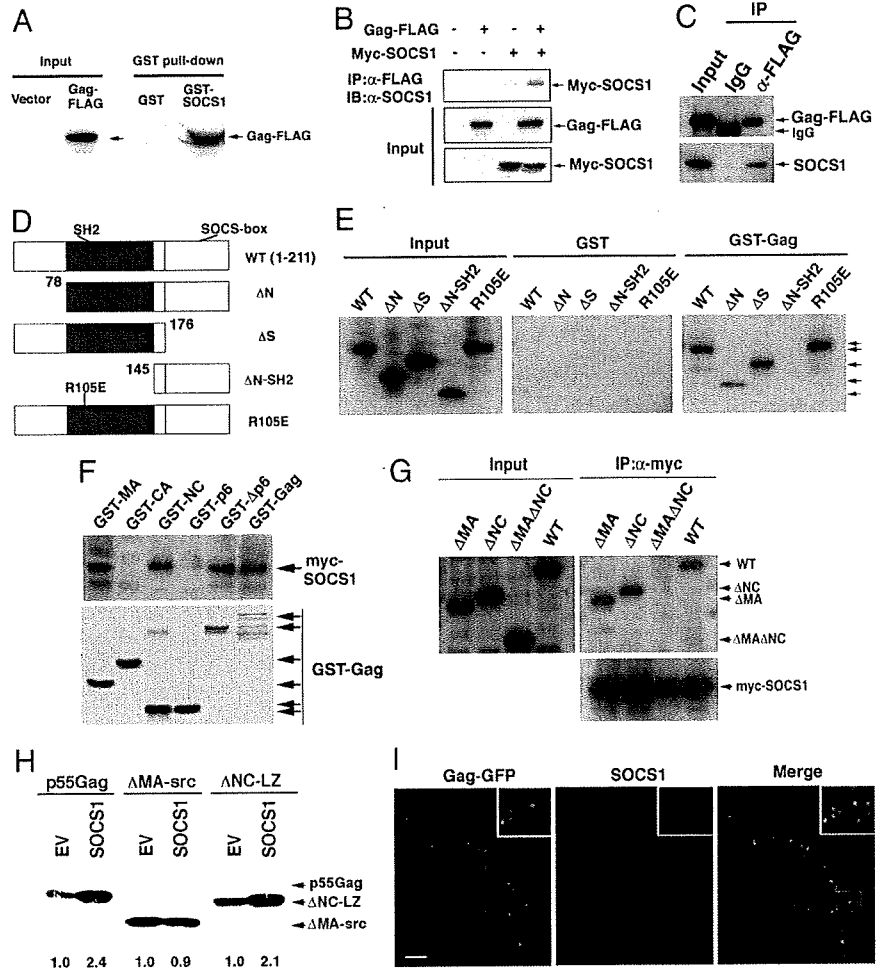 A
Input
GST pull-down
Vector
Gag-
FLAG
GST
GST-
SOCS1
Gag-FLAG
B
Gag-FLAG - + - +
Myc-SOCS1 - - + +
IP:α-FLAG
IB:α-SOCS1
Myc-SOCS1
Input
Gag-FLAG
Myc-SOCS1
C
IP
Input
IgG
α-FLAG
Gag-FLAG
IgG
SOCS1
D
SH2
SOCS-box
WT (1-211)
78
ΔN
176
ΔS
145
ΔN-SH2
R105E
R105E
E
Input
GST
GST-Gag
WT
ΔN
ΔS
ΔN-SH2
R105E
WT
ΔN
ΔS
ΔN-SH2
R105E
WT
ΔN
ΔS
ΔN-SH2
R105E
F
GST-MA
GST-CA
GST-NC
GST-p6
GST-Δp6
GST-Gag
myc-
SOCS1
GST-Gag
G
Input
IP:α-myc
ΔMA
ΔNC
ΔMAΔNC
WT
ΔMA
ΔNC
ΔMAΔNC
WT
WT
ΔNC
ΔMA
ΔMAΔNC
myc-SOCS1
H
p55Gag
ΔMA-src
ΔNC-LZ
EV
SOCS1
EV
SOCS1
EV
SOCS1
p55Gag
ΔNC-LZ
ΔMA-src
1.0 2.4 1.0 0.9 1.0 2.1
I
Gag-GFP
SOCS1
Merge